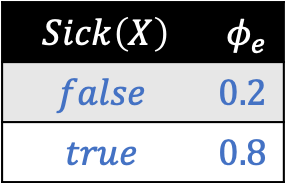 Sick(X) ϕₑ
false 0.2
true 0.8